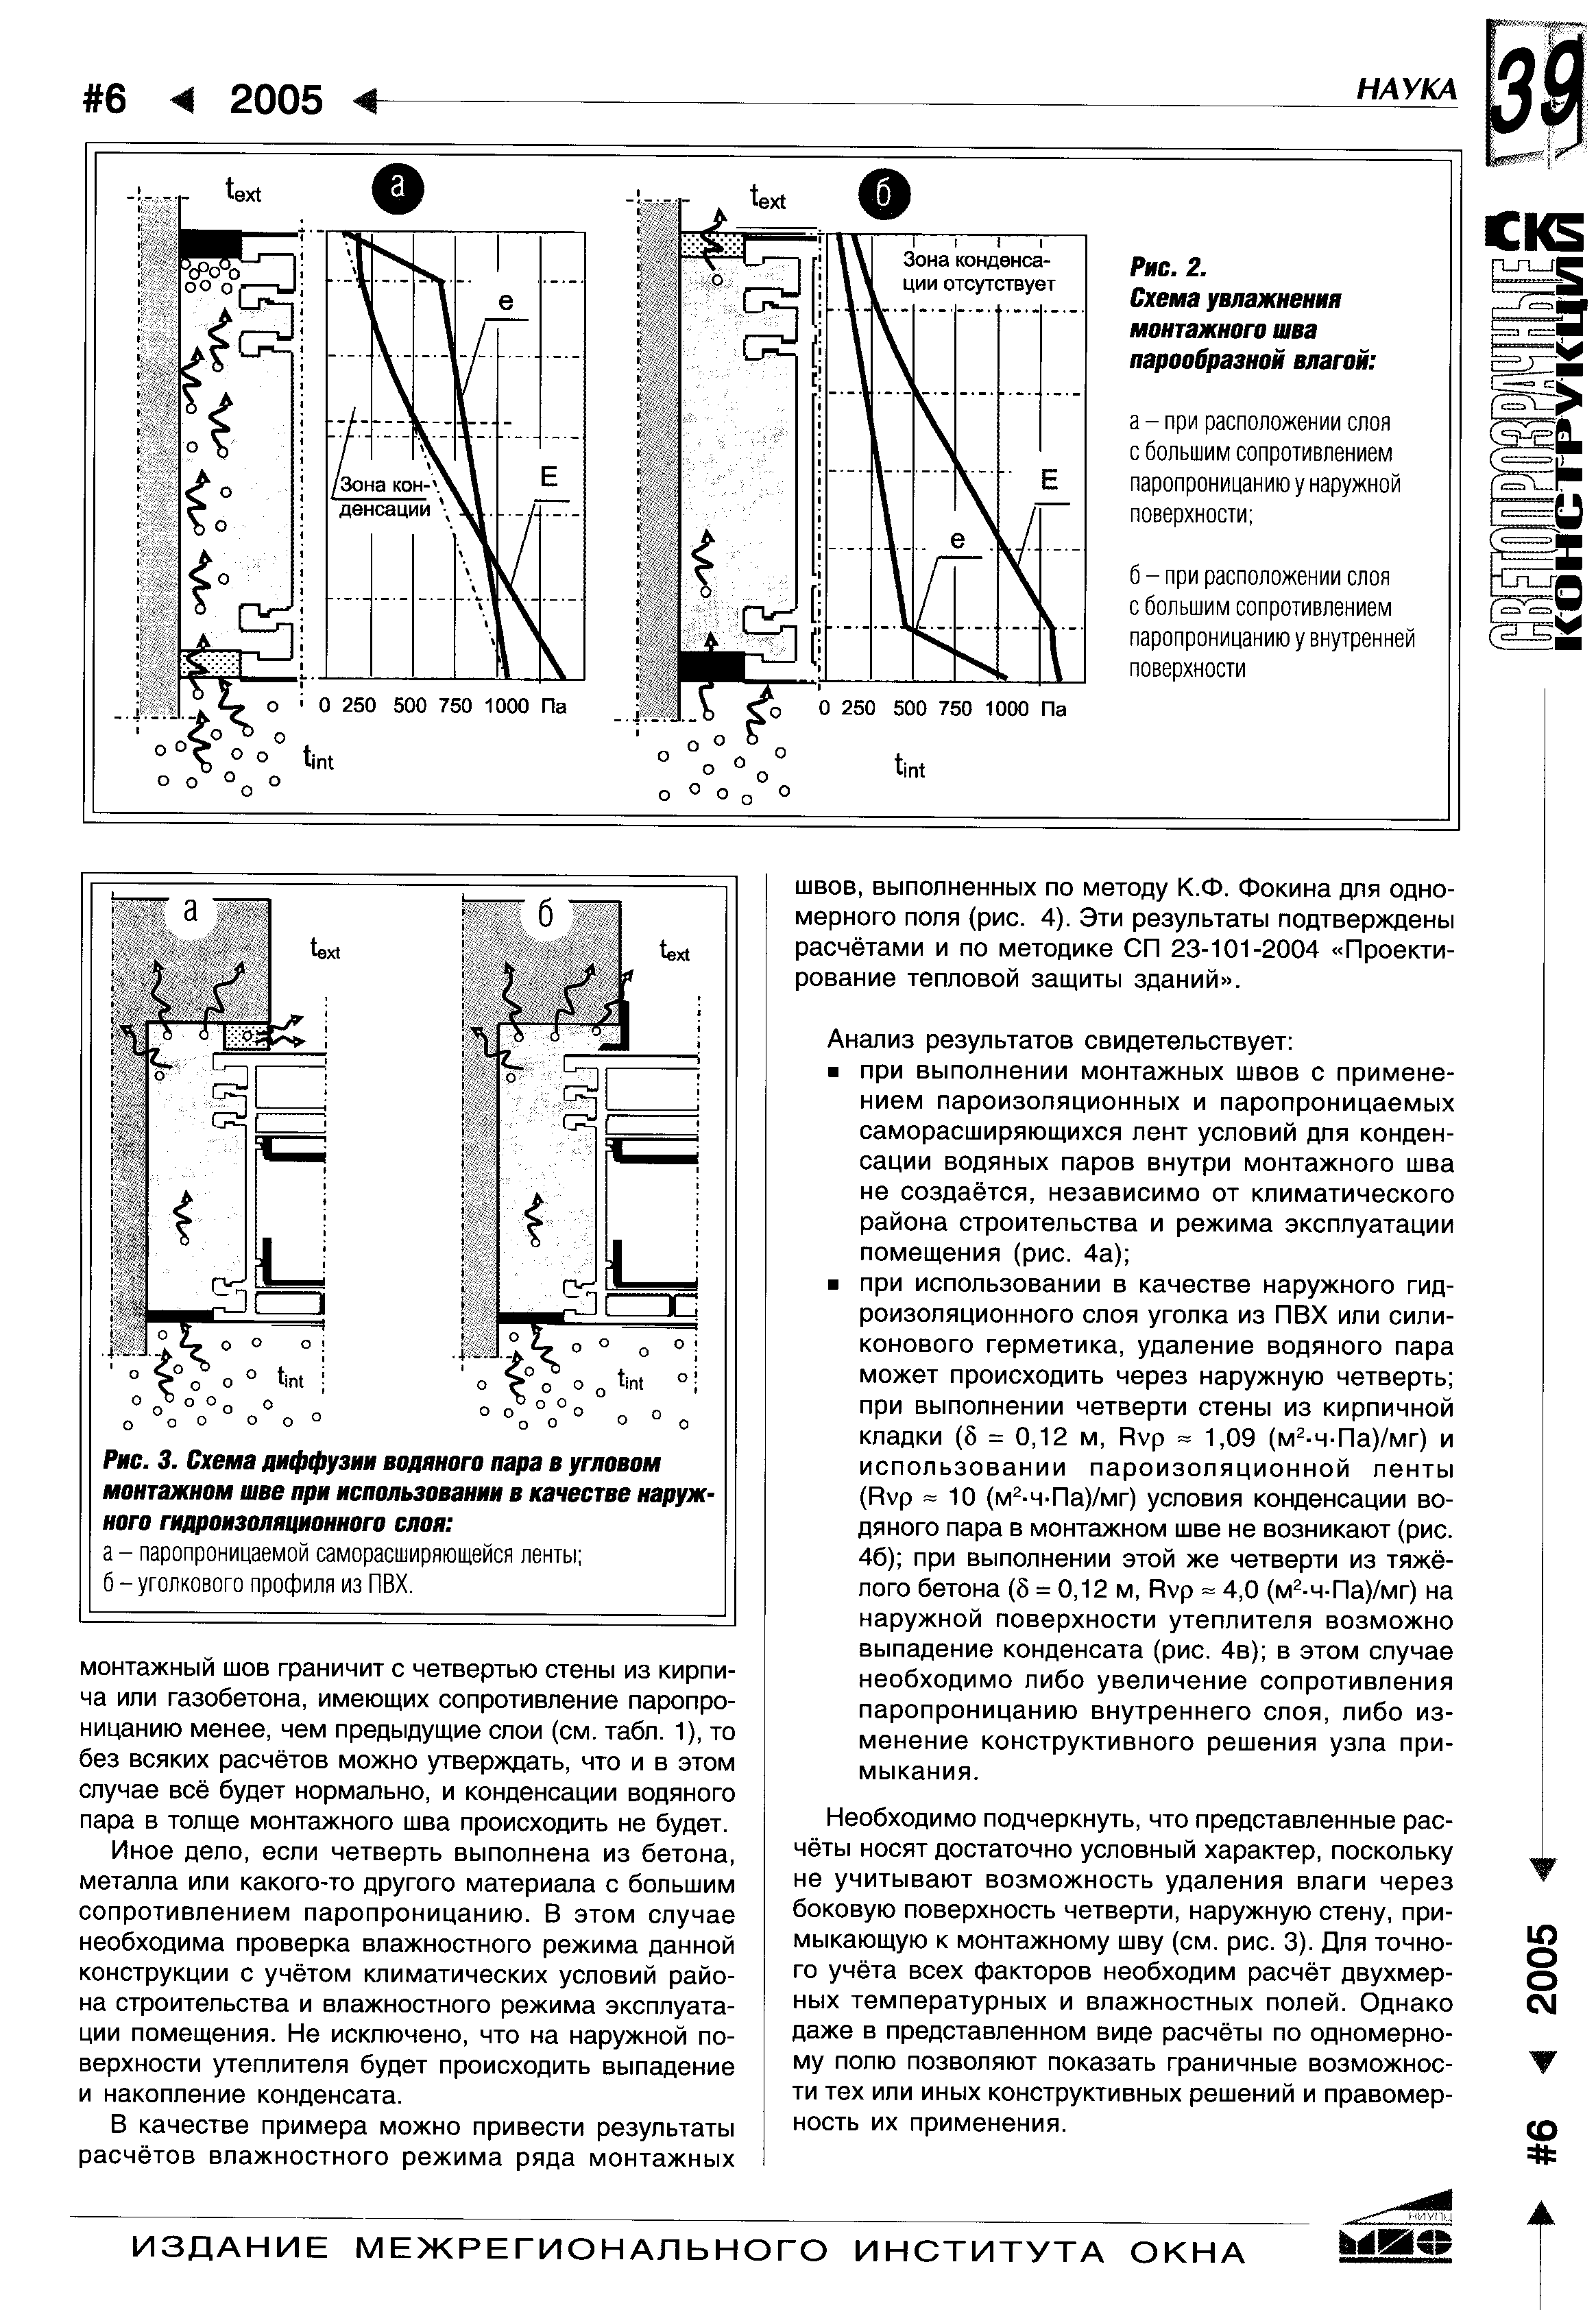 #6 2005
НАУКА
39
СК
СВЕТОПРОЗРАЧНЫЕ
КОНСТРУКЦИИ
text
а
e
E
Зона кон-
денсации
0 250 500 750 1000 Па
tint
text
б
Зона конденса-
ции отсутствует
E
e
0 250 500 750 1000 Па
tint
Рис. 2.
Схема увлажнения
монтажного шва
парообразной влагой:
а – при расположении слоя
с большим сопротивлением
паропроницанию у наружной
поверхности;
б – при расположении слоя
с большим сопротивлением
паропроницанию у внутренней
поверхности
а
text
tint
б
text
tint
Рис. 3. Схема диффузии водяного пара в угловом
монтажном шве при использовании в качестве наруж-
ного гидроизоляционного слоя:
а – паропроницаемой саморасширяющейся ленты;
б – уголкового профиля из ПВХ.
монтажный шов граничит с четвертью стены из кирпи-
ча или газобетона, имеющих сопротивление паропро-
ницанию менее, чем предыдущие слои (см. табл. 1), то
без всяких расчётов можно утверждать, что и в этом
случае всё будет нормально, и конденсации водяного
пара в толще монтажного шва происходить не будет.
Иное дело, если четверть выполнена из бетона,
металла или какого-то другого материала с большим
сопротивлением паропроницанию. В этом случае
необходима проверка влажностного режима данной
конструкции с учётом климатических условий райо-
на строительства и влажностного режима эксплуата-
ции помещения. Не исключено, что на наружной по-
верхности утеплителя будет происходить выпадение
и накопление конденсата.
В качестве примера можно привести результаты
расчётов влажностного режима ряда монтажных
швов, выполненных по методу К.Ф. Фокина для одно-
мерного поля (рис. 4). Эти результаты подтверждены
расчётами и по методике СП 23-101-2004 «Проекти-
рование тепловой защиты зданий».
Анализ результатов свидетельствует:
■ при выполнении монтажных швов с примене-
нием пароизоляционных и паропроницаемых
саморасширяющихся лент условий для конден-
сации водяных паров внутри монтажного шва
не создаётся, независимо от климатического
района строительства и режима эксплуатации
помещения (рис. 4а);
■ при использовании в качестве наружного гид-
роизоляционного слоя уголка из ПВХ или сили-
конового герметика, удаление водяного пара
может происходить через наружную четверть;
при выполнении четверти стены из кирпичной
кладки (δ = 0,12 м, Rvp ≈ 1,09 (м²·ч·Па)/мг) и
использовании пароизоляционной ленты
(Rvp ≈ 10 (м²·ч·Па)/мг) условия конденсации во-
дяного пара в монтажном шве не возникают (рис.
4б); при выполнении этой же четверти из тяжё-
лого бетона (δ = 0,12 м, Rvp ≈ 4,0 (м²·ч·Па)/мг) на
наружной поверхности утеплителя возможно
выпадение конденсата (рис. 4в); в этом случае
необходимо либо увеличение сопротивления
паропроницанию внутреннего слоя, либо из-
менение конструктивного решения узла при-
мыкания.
Необходимо подчеркнуть, что представленные рас-
чёты носят достаточно условный характер, поскольку
не учитывают возможность удаления влаги через
боковую поверхность четверти, наружную стену, при-
мыкающую к монтажному шву (см. рис. 3). Для точно-
го учёта всех факторов необходим расчёт двухмер-
ных температурных и влажностных полей. Однако
даже в представленном виде расчёты по одномерно-
му полю позволяют показать граничные возможнос-
ти тех или иных конструктивных решений и правомер-
ность их применения.
#6 2005
ИЗДАНИЕ МЕЖРЕГИОНАЛЬНОГО ИНСТИТУТА ОКНА
НИУПЦ
МИО